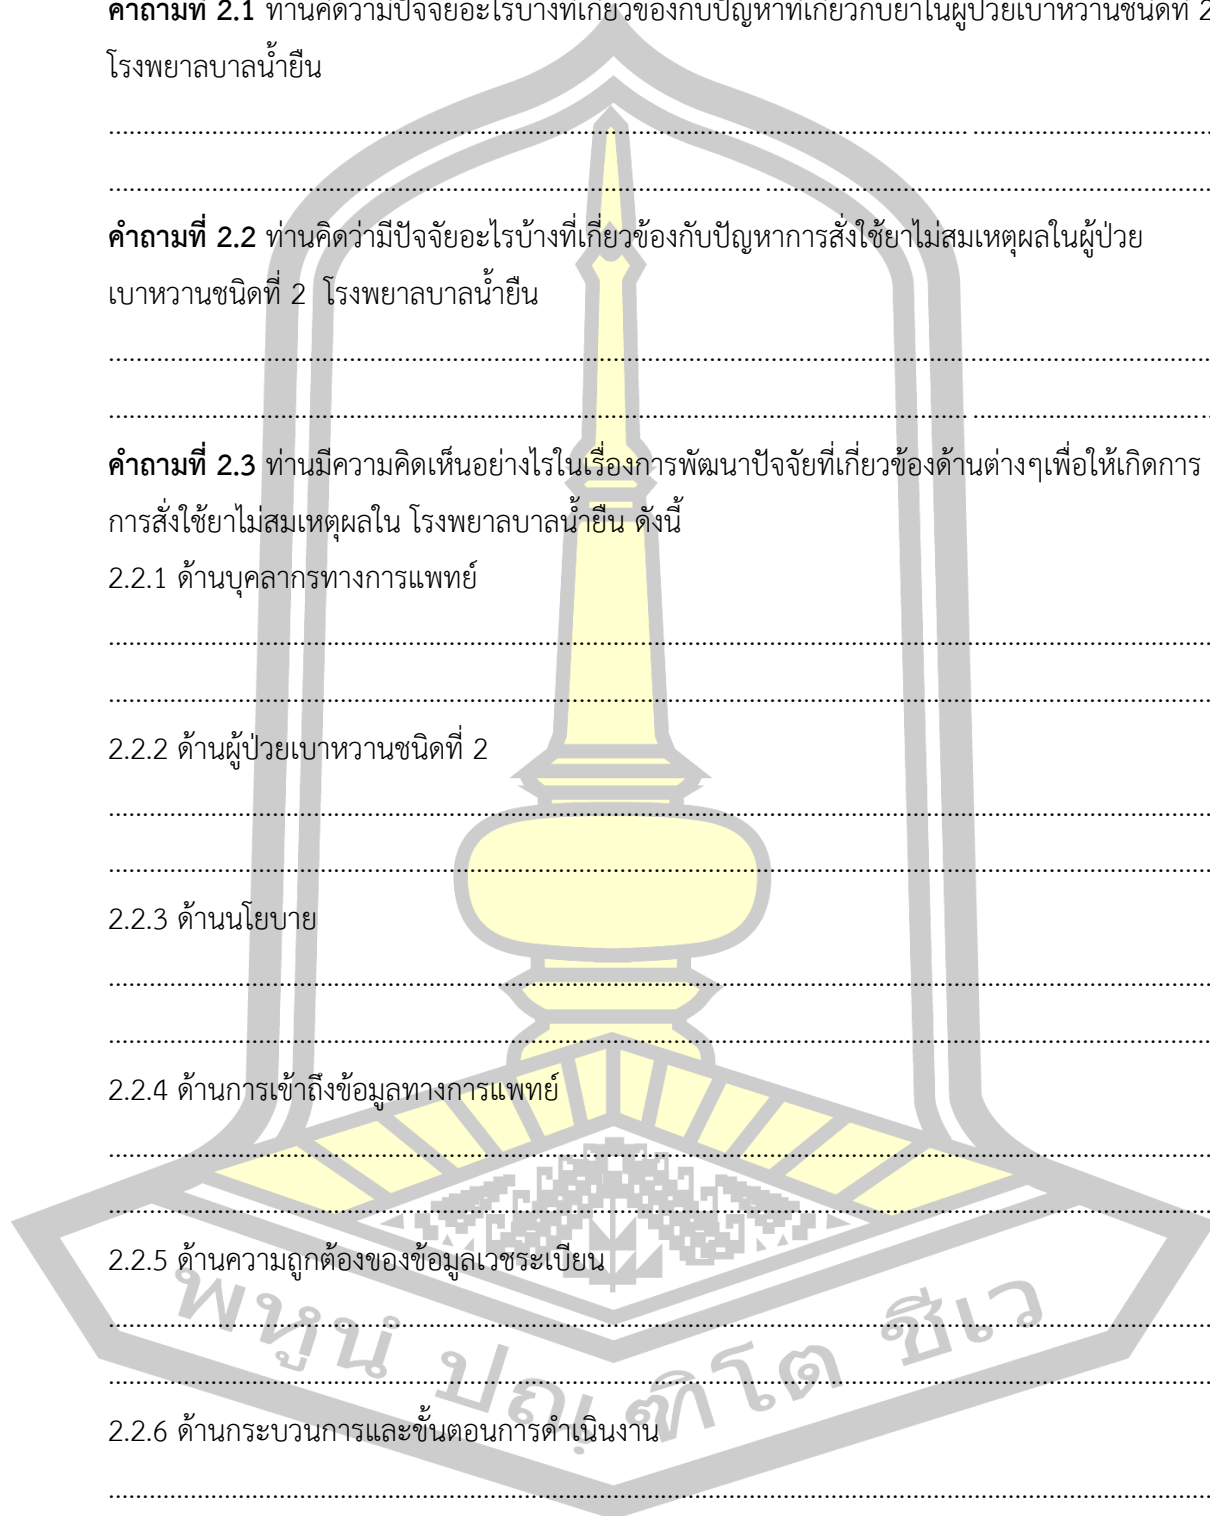 คำถามที่ 2.1 ท่านคิดว่ามีปัจจัยอะไรบ้างที่เกี่ยวข้องกับปัญหาที่เกี่ยวกับยาในผู้ป่วยเบาหวานชนิดที่ 2
โรงพยาลบาลน้ำยืน
คำถามที่ 2.2 ท่านคิดว่ามีปัจจัยอะไรบ้างที่เกี่ยวข้องกับปัญหาการสั่งใช้ยาไม่สมเหตุผลในผู้ป่วย
เบาหวานชนิดที่ 2 โรงพยาลบาลน้ำยืน
คำถามที่ 2.3 ท่านมีความคิดเห็นอย่างไรในเรื่องการพัฒนาปัจจัยที่เกี่ยวข้องด้านต่างๆเพื่อให้เกิดการ
การสั่งใช้ยาไม่สมเหตุผลใน โรงพยาลบาลน้ำยืน ดังนี้
2.2.1 ด้านบุคลากรทางการแพทย์
2.2.2 ด้านผู้ป่วยเบาหวานชนิดที่ 2
2.2.3 ด้านนโยบาย
2.2.4 ด้านการเข้าถึงข้อมูลทางการแพทย์
2.2.5 ด้านความถูกต้องของข้อมูลเวชระเบียน
พหูนํ ปณฺฑิโต ชีเว
2.2.6 ด้านกระบวนการและขั้นตอนการดำเนินงาน